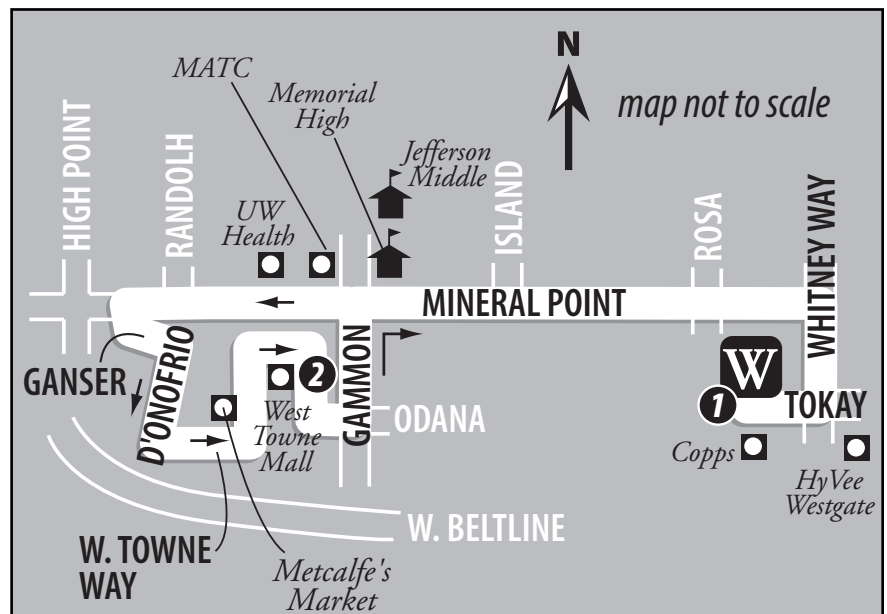 N
map not to scale
MATC
Memorial
High
Jefferson
Middle
HIGH POINT
RANDOLH
UW
Health
ISLAND
ROSA
WHITNEY WAY
MINERAL POINT
GANSER
D'ONOFRIO
2
GAMMON
W
1
TOKAY
West
Towne
Mall
ODANA
Copps
HyVee
Westgate
W. BELTLINE
W. TOWNE
WAY
Metcalfe's
Market